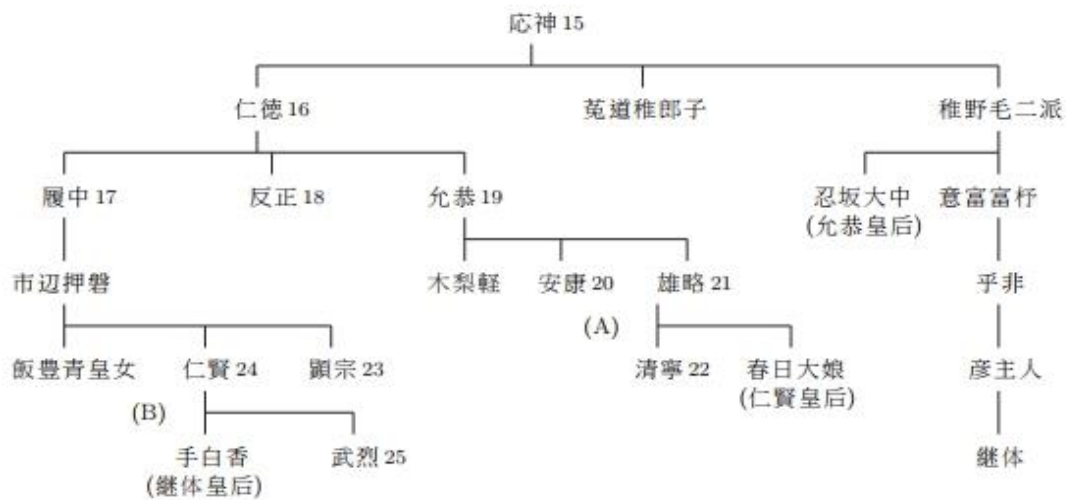 応神 15
仁徳 16 菟道稚郎子 稚野毛二派
履中 17 反正 18 允恭 19 忍坂大中 意富富杼
(允恭皇后)
市辺押磐 木梨軽 安康 20 雄略 21 乎非
(A)
飯豊青皇女 仁賢 24 顕宗 23 清寧 22 春日大娘 彦主人
(仁賢皇后)
(B)
手白香 武烈 25 継体
(継体皇后)